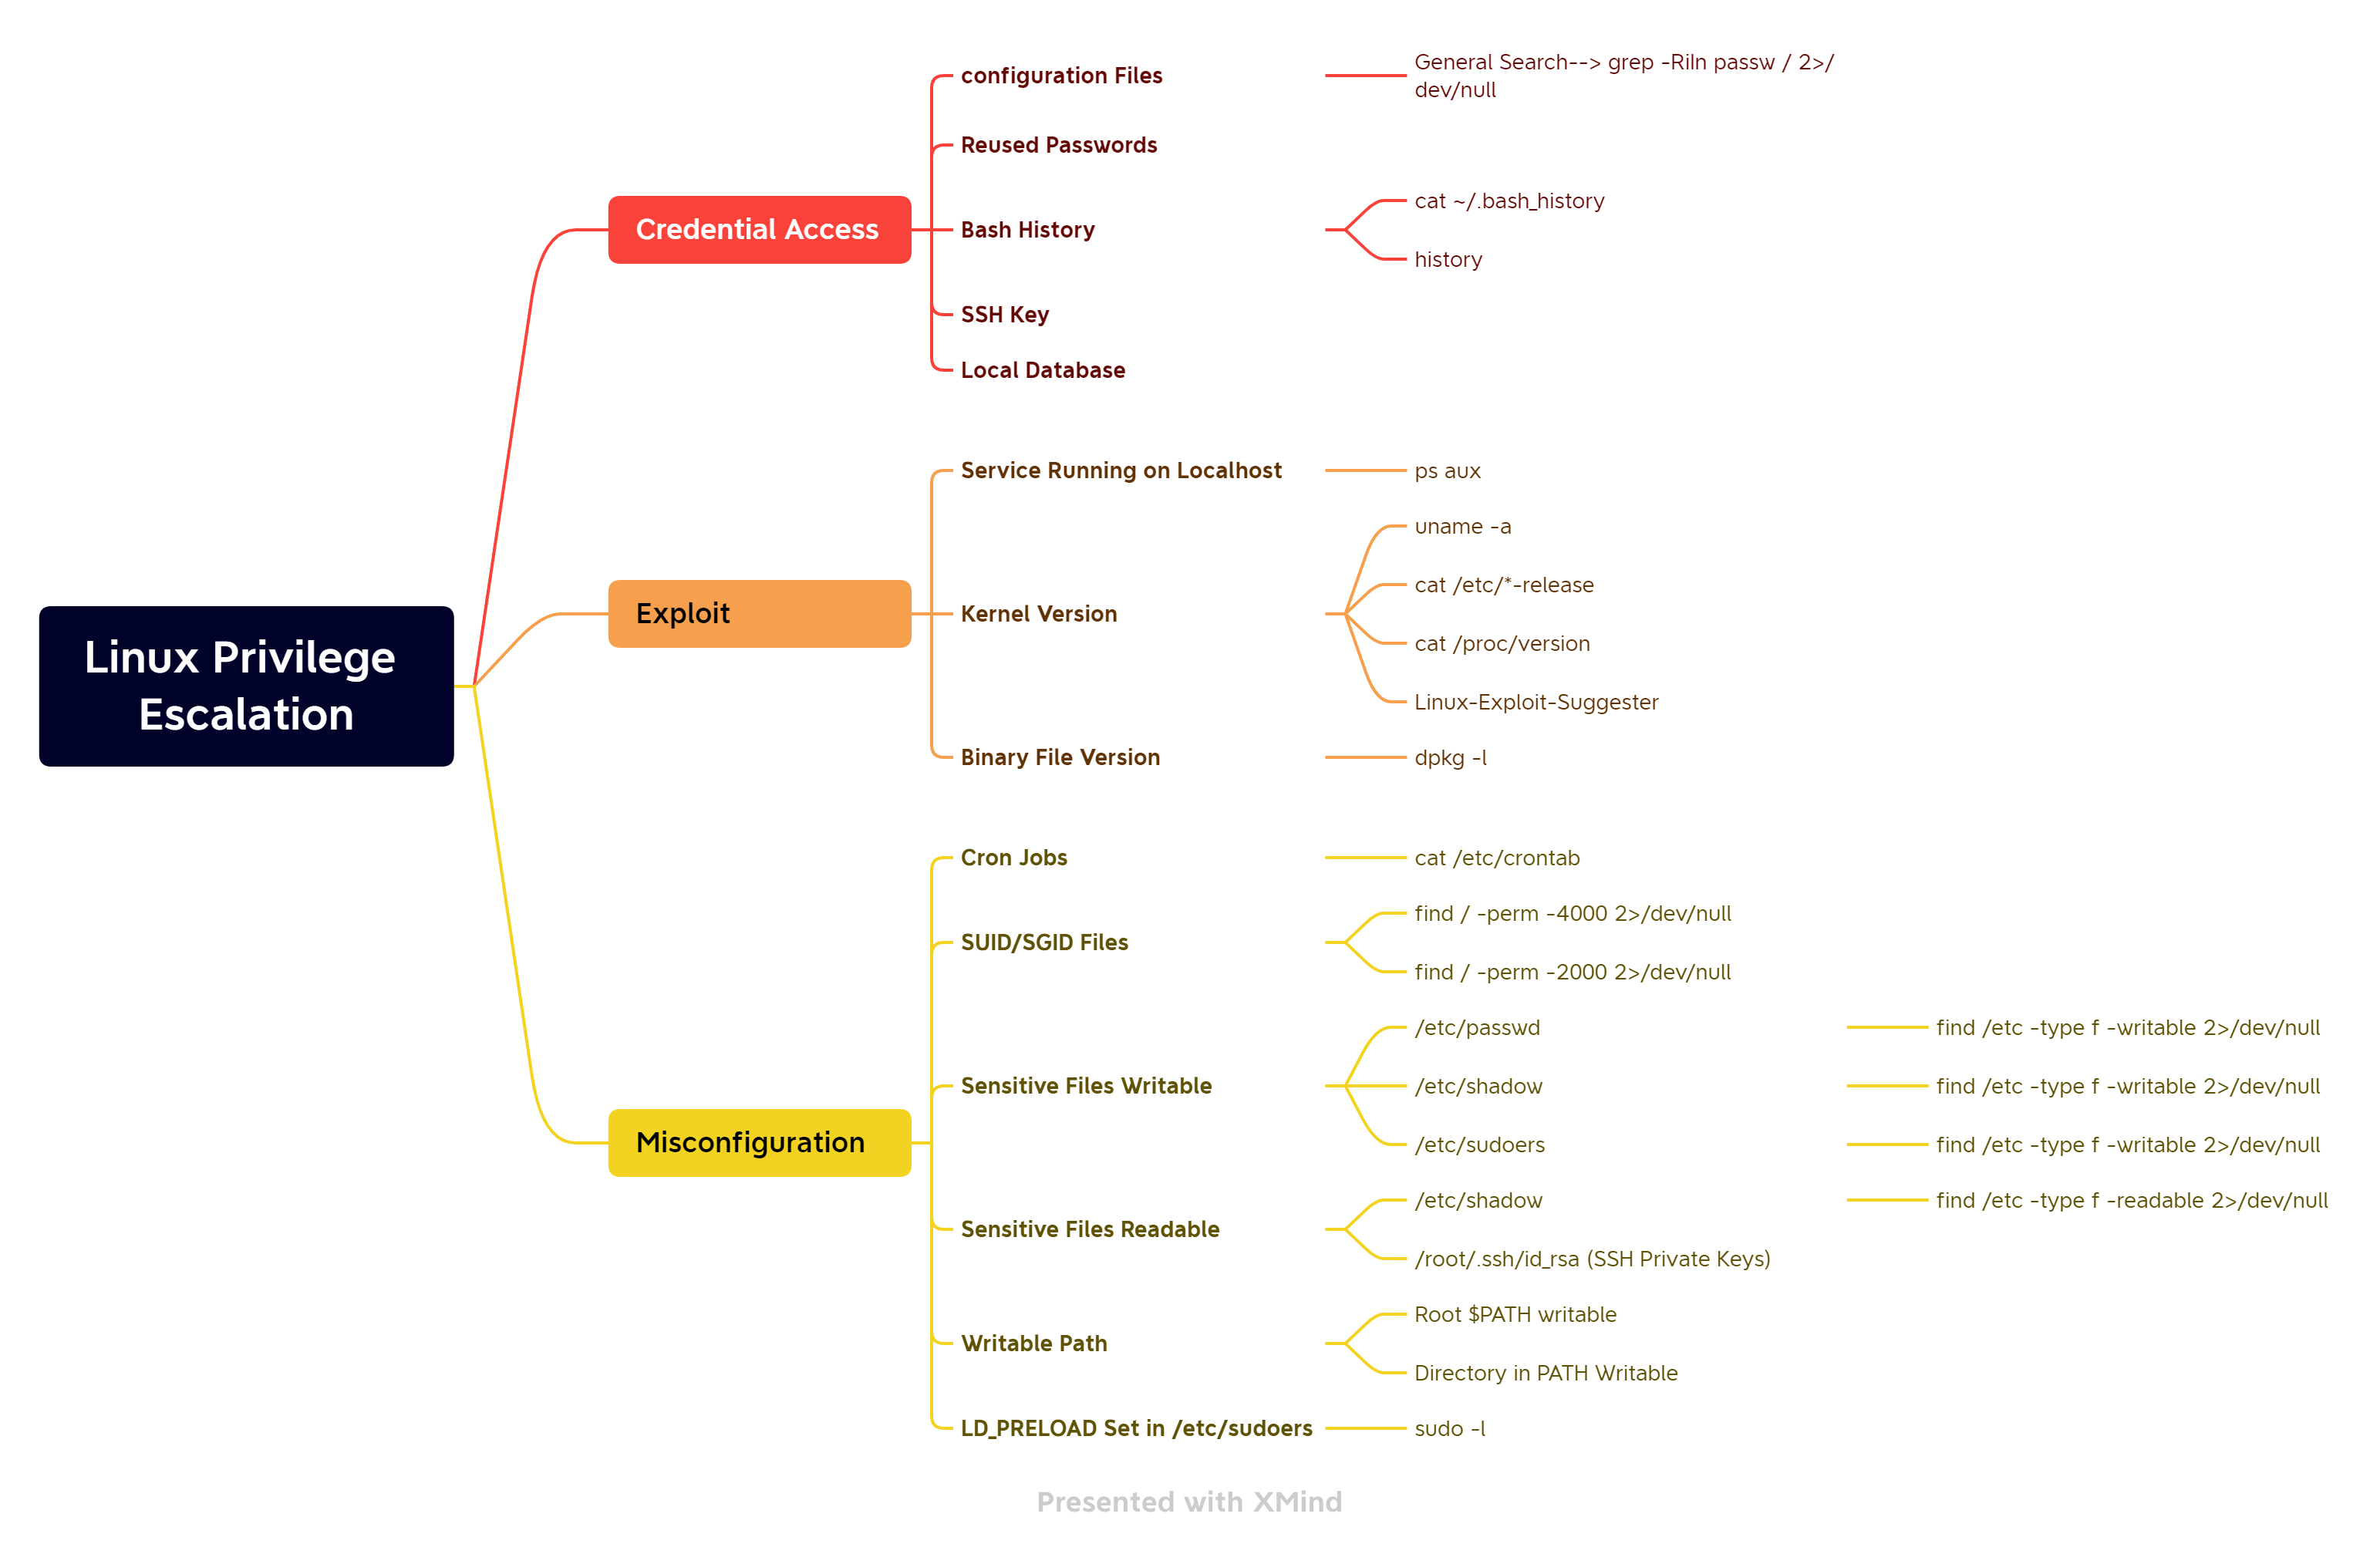 Linux Privilege
Escalation
Credential Access
configuration Files
General Search--> grep -RiIn passw / 2>/
dev/null
Reused Passwords
Bash History
cat ~/.bash_history
history
SSH Key
Local Database
Exploit
Service Running on Localhost
ps aux
Kernel Version
uname -a
cat /etc/*-release
cat /proc/version
Linux-Exploit-Suggester
Binary File Version
dpkg -l
Misconfiguration
Cron Jobs
cat /etc/crontab
SUID/SGID Files
find / -perm -4000 2>/dev/null
find / -perm -2000 2>/dev/null
Sensitive Files Writable
/etc/passwd
find /etc -type f -writable 2>/dev/null
/etc/shadow
find /etc -type f -writable 2>/dev/null
/etc/sudoers
find /etc -type f -writable 2>/dev/null
Sensitive Files Readable
/etc/shadow
find /etc -type f -readable 2>/dev/null
/root/.ssh/id_rsa (SSH Private Keys)
Writable Path
Root $PATH writable
Directory in PATH Writable
LD_PRELOAD Set in /etc/sudoers
sudo -l
Presented with XMind